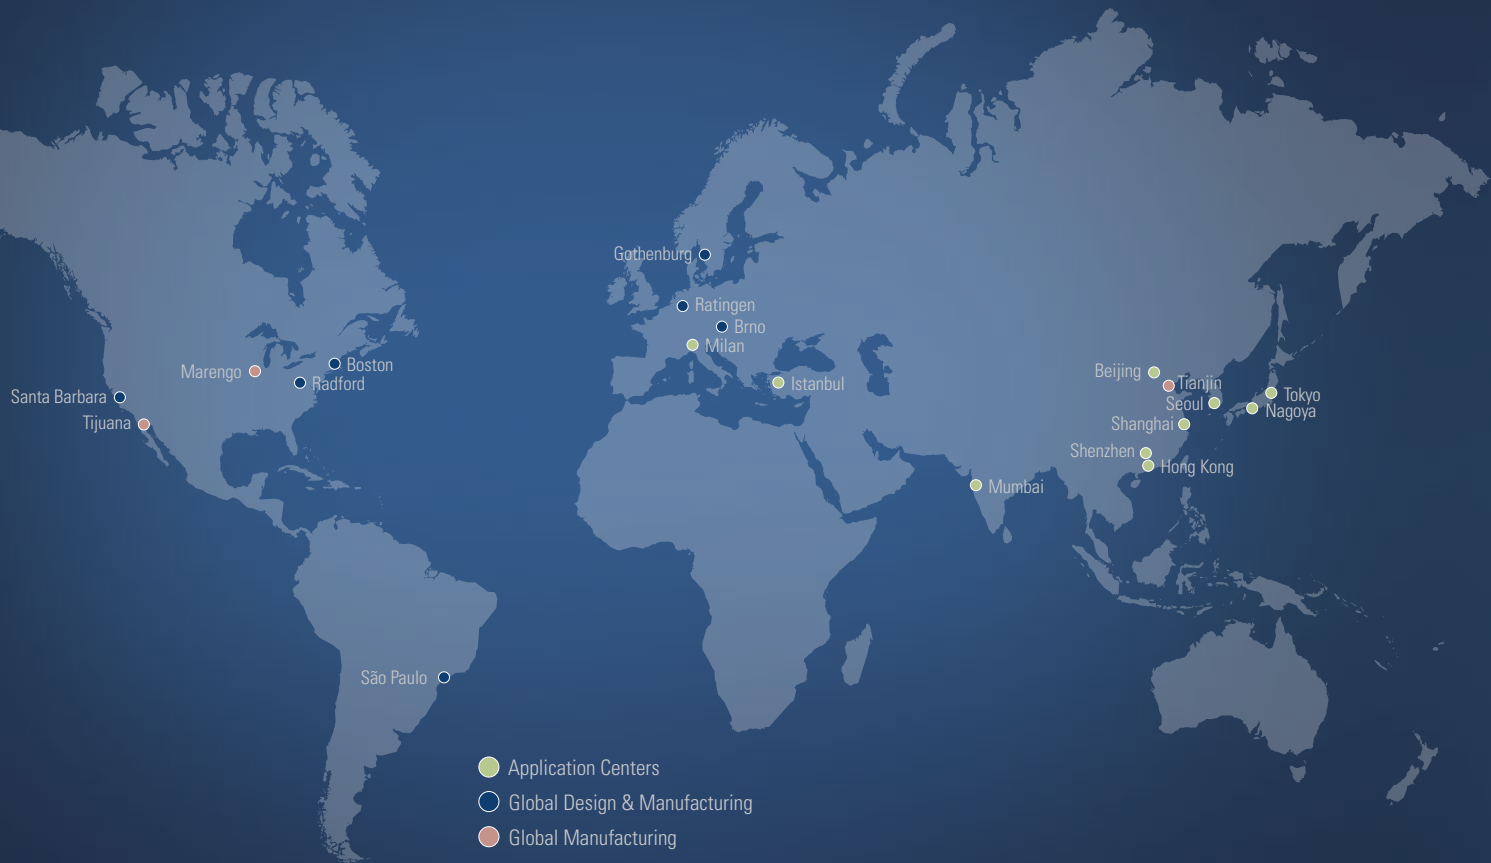 Gothenburg
Ratingen
Brno
Milan
Boston
Marengo
Radford
Istanbul
Beijing
Tianjin
Santa Barbara
Tokyo
Seoul
Nagoya
Tijuana
Shanghai
Shenzhen
Hong Kong
Mumbai
São Paulo
Application Centers
Global Design & Manufacturing
Global Manufacturing